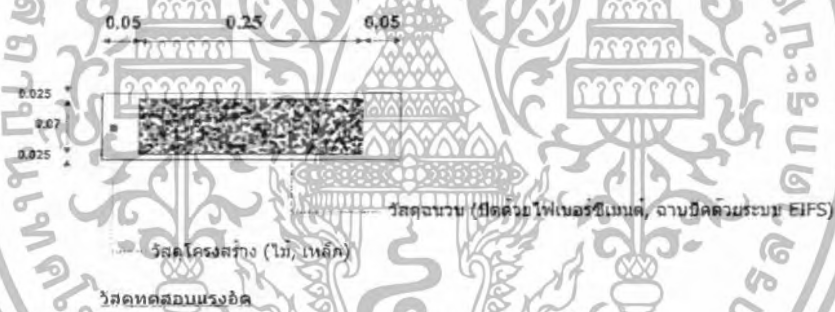 0.05 0.25 0.05
0.025
0.07
0.025
วัสดุฉนวน (ปิดด้วยไฟเบอร์ซีเมนต์, ฉาบปิดด้วยระบบ EIFS)
วัสดุโครงสร้าง (ไม้, เหล็ก)
วัสดุทดสอบแรงอัด